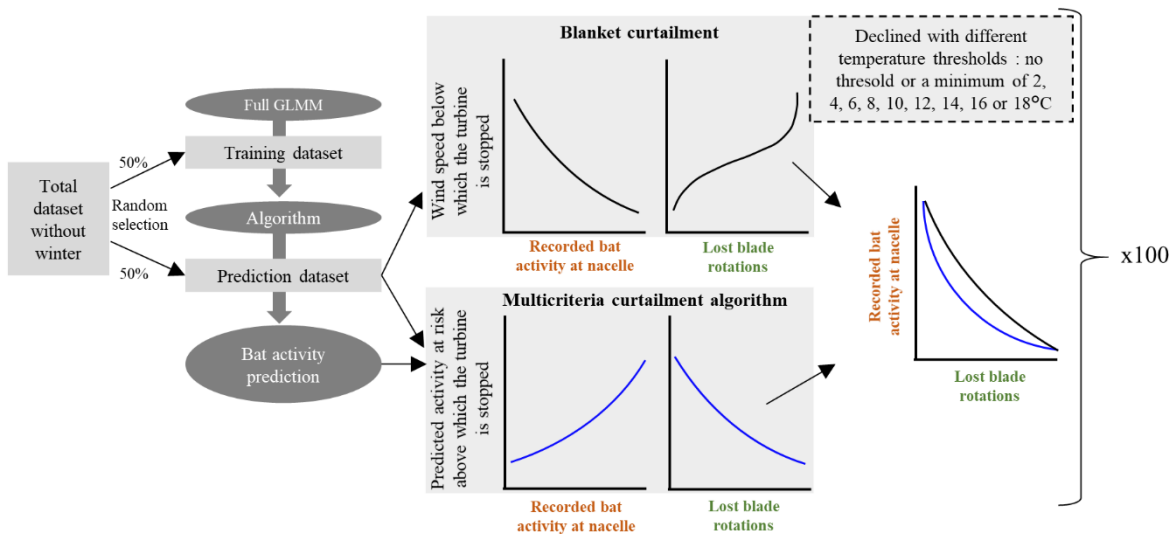 Total
dataset
without
winter
50%
Random
selection
50%
Full GLMM
Training dataset
Algorithm
Prediction dataset
Bat activity
prediction
Blanket curtailment
Wind speed below
which the turbine
is stopped
Recorded bat
activity at nacelle
Lost blade
rotations
Declined with different
temperature thresholds : no
thresold or a minimum of 2,
4, 6, 8, 10, 12, 14, 16 or 18°C
Multicriteria curtailment algorithm
Predicted activity at risk
above which the turbine
is stopped
Recorded bat
activity at nacelle
Lost blade
rotations
Recorded bat
activity at nacelle
Lost blade
rotations
x100